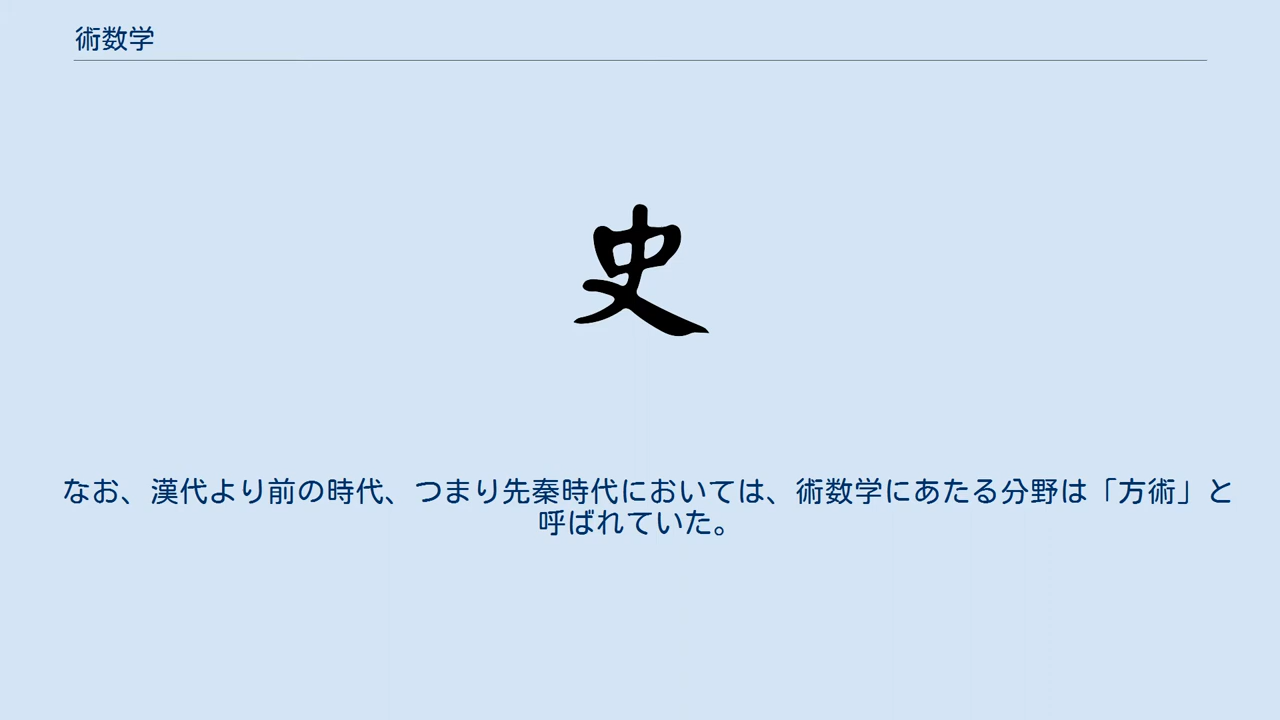 術数学
史
なお、漢代より前の時代、つまり先秦時代においては、術数学にあたる分野は「方術」と
呼ばれていた。